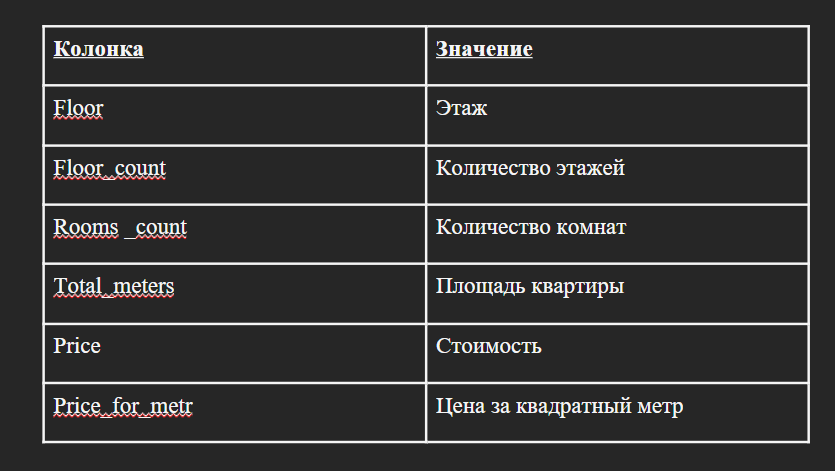 Колонка Значение
Floor Этаж
Floor_count Количество этажей
Rooms _count Количество комнат
Total_meters Площадь квартиры
Price Стоимость
Price_for_metr Цена за квадратный метр